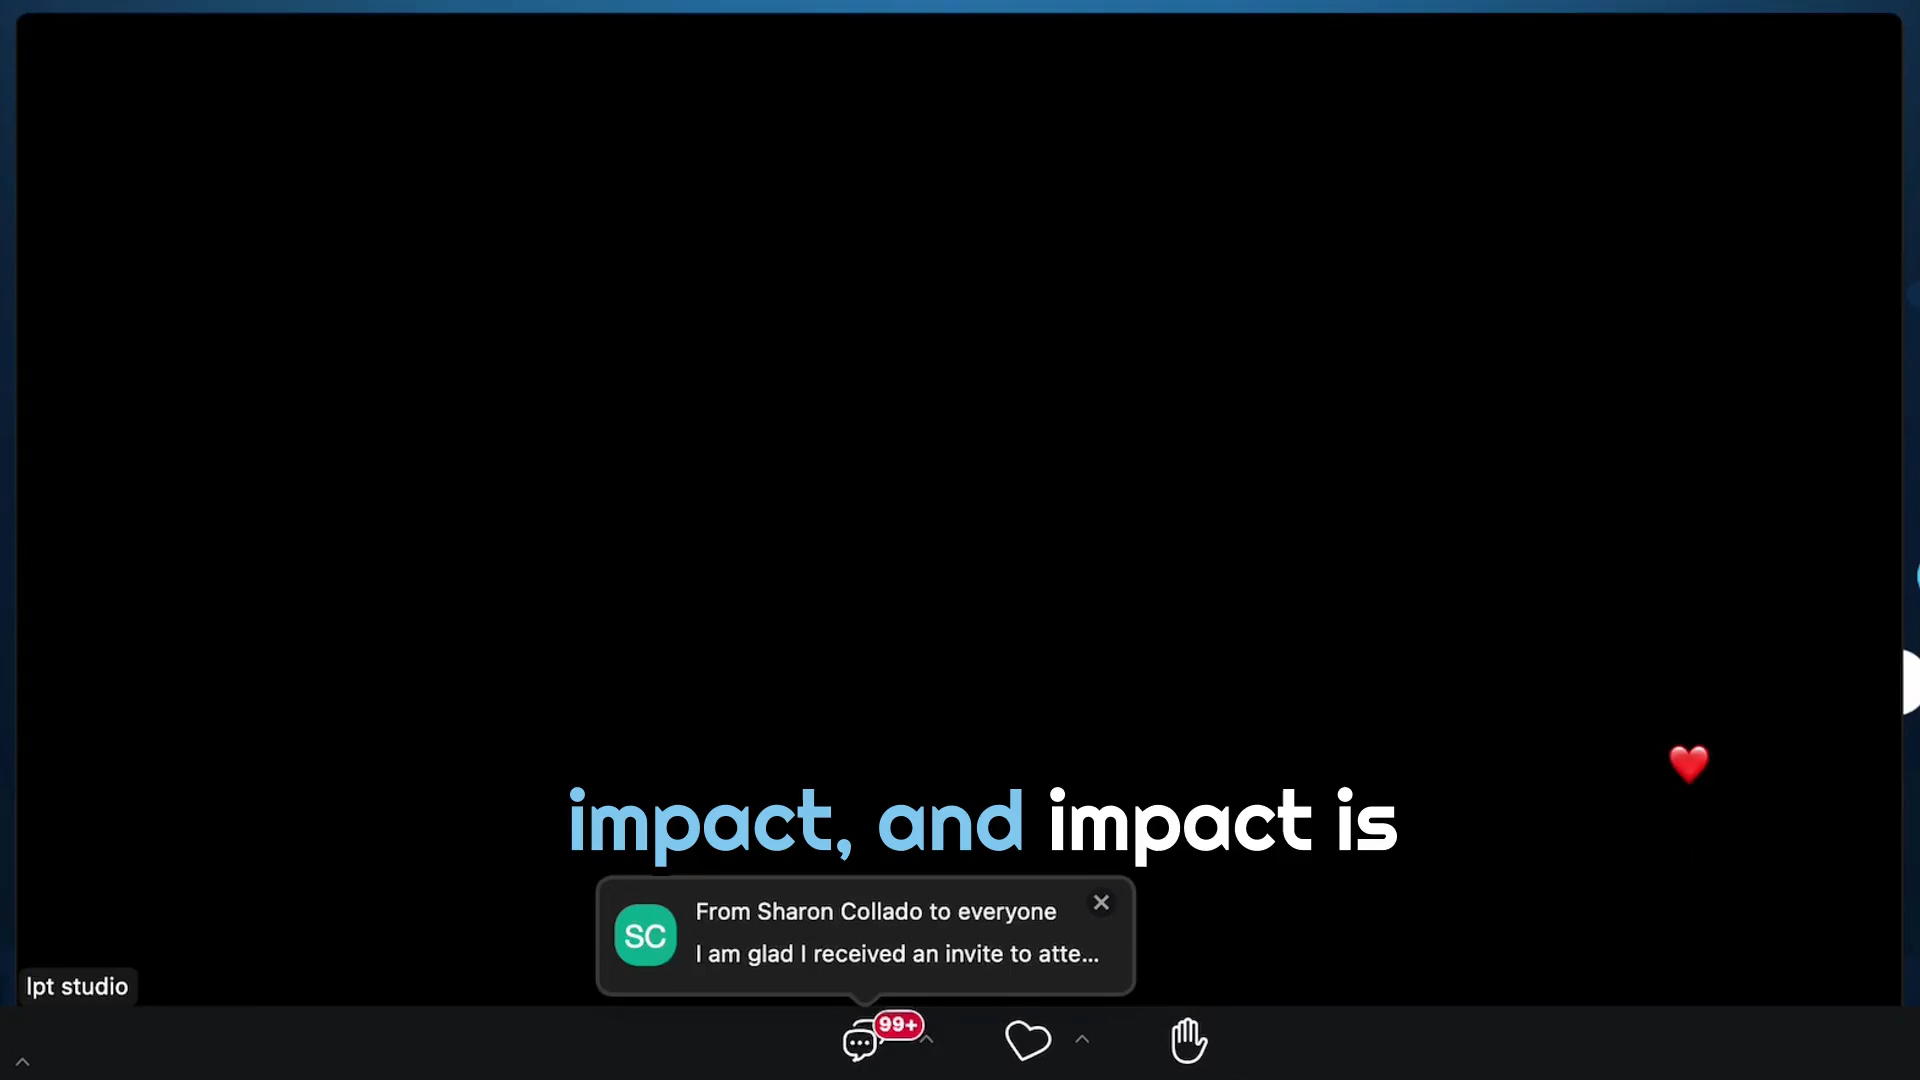 impact, and impact is
From Sharon Collado to everyone
SC
I am glad I received an invite to atte...
lpt studio
99+